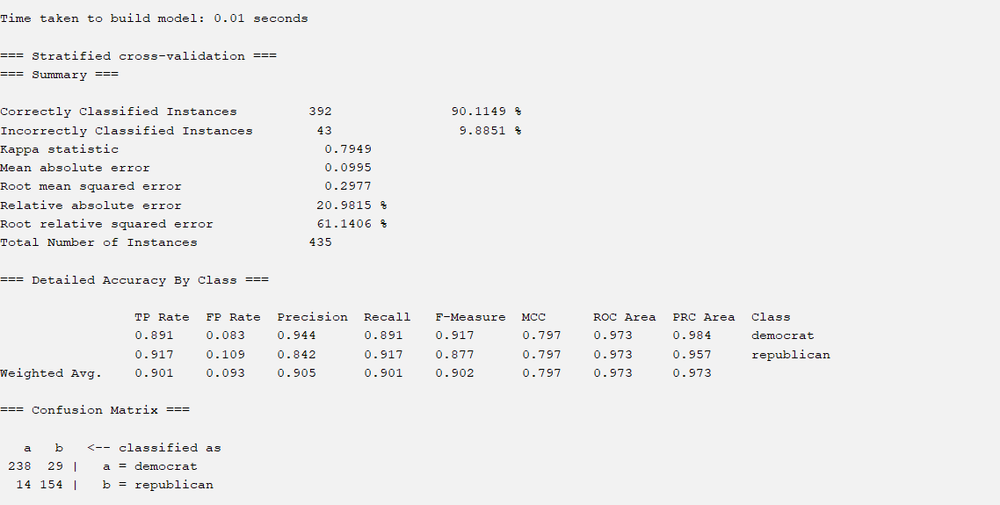 Time taken to build model: 0.01 seconds
=== Stratified cross-validation ===
=== Summary ===
Correctly Classified Instances         392               90.1149 %
Incorrectly Classified Instances        43                9.8851 %
Kappa statistic                          0.7949
Mean absolute error                      0.0995
Root mean squared error                  0.2977
Relative absolute error                 20.9815 %
Root relative squared error             61.1406 %
Total Number of Instances              435
=== Detailed Accuracy By Class ===
                 TP Rate  FP Rate  Precision  Recall   F-Measure  MCC      ROC Area  PRC Area  Class
                 0.891    0.083    0.944      0.891    0.917      0.797    0.973     0.984     democrat
                 0.917    0.109    0.842      0.917    0.877      0.797    0.973     0.957     republican
Weighted Avg.    0.901    0.093    0.905      0.901    0.902      0.797    0.973     0.973
=== Confusion Matrix ===
   a   b   <-- classified as
 238  29 |   a = democrat
  14 154 |   b = republican